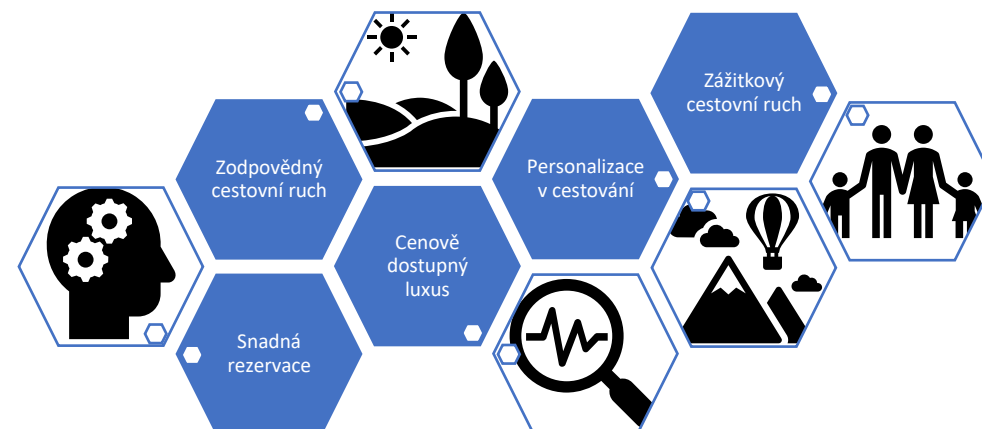 Zodpovědný
cestovní ruch
Snadná
rezervace
Cenově
dostupný
luxus
Personalizace
v cestování
Zážitkový
cestovní ruch